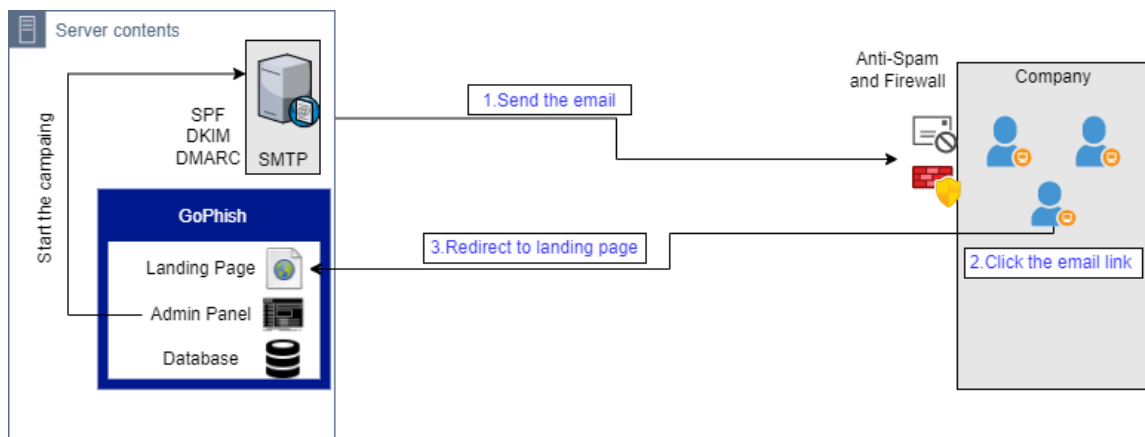 Server contents
Start the campaing
SPF
DKIM
DMARC
SMTP
GoPhish
Landing Page
Admin Panel
Database
1.Send the email
3.Redirect to landing page
Anti-Spam
and Firewall
Company
2.Click the email link